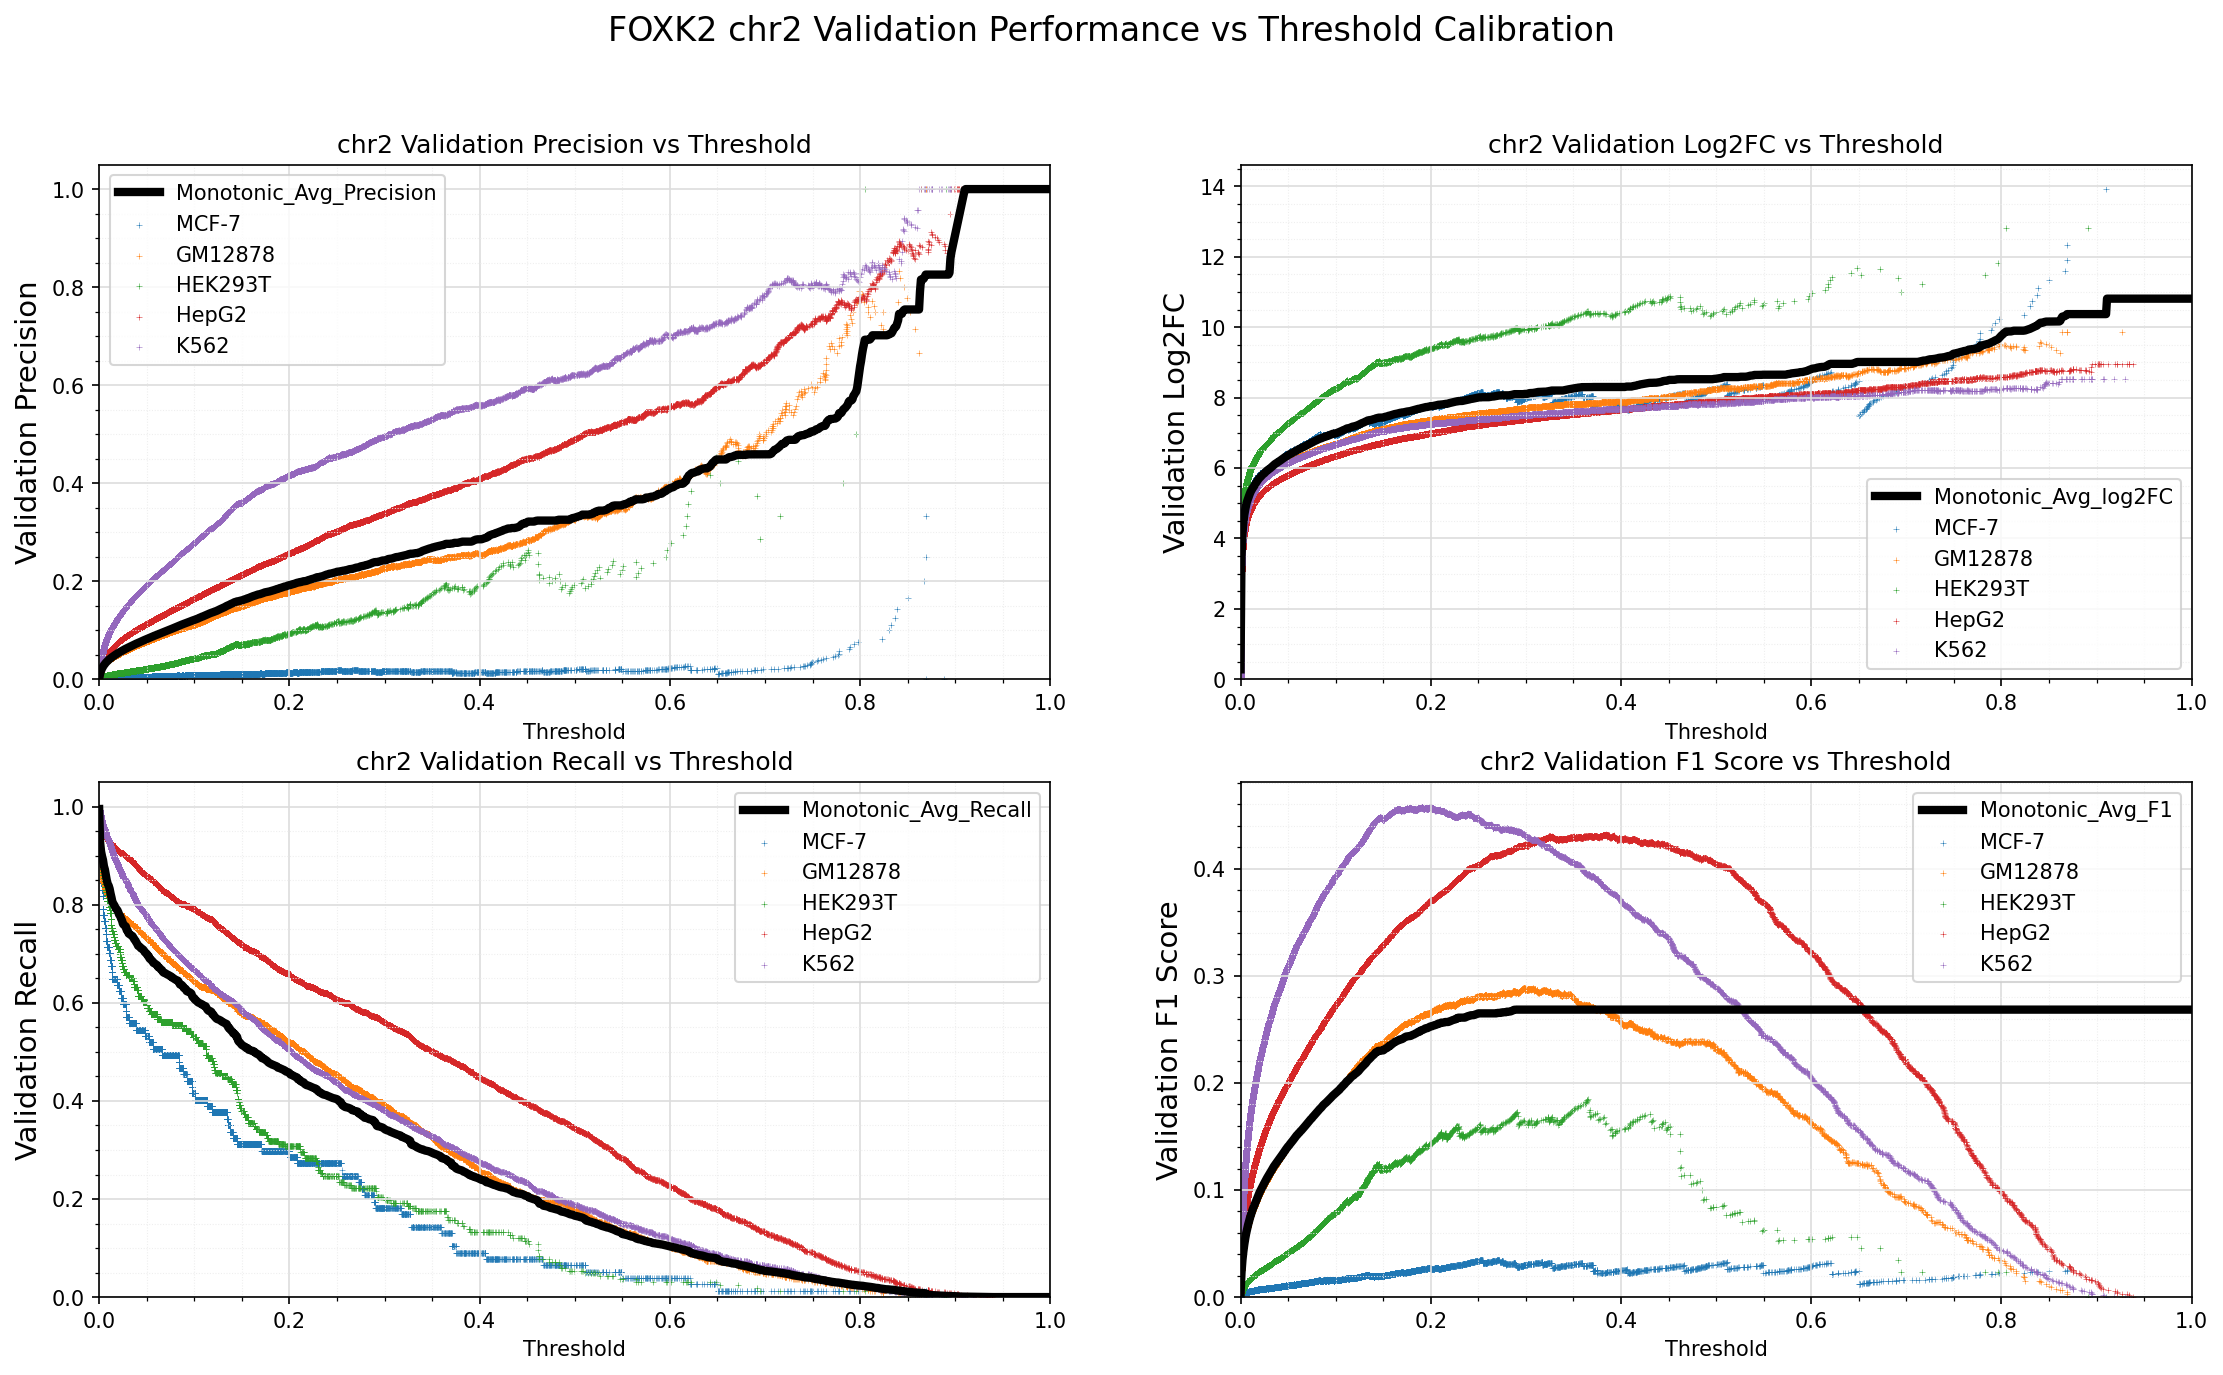 FOXK2 chr2 Validation Performance vs Threshold Calibration
chr2 Validation Precision vs Threshold
Validation Precision
1.0
0.8
0.6
0.4
0.2
0.0
Monotonic_Avg_Precision
MCF-7
GM12878
HEK293T
HepG2
K562
0.0 0.2 0.4 0.6 0.8 1.0
Threshold
chr2 Validation Log2FC vs Threshold
Validation Log2FC
14
12
10
8
6
4
2
0
Monotonic_Avg_log2FC
MCF-7
GM12878
HEK293T
HepG2
K562
0.0 0.2 0.4 0.6 0.8 1.0
Threshold
chr2 Validation Recall vs Threshold
Validation Recall
1.0
0.8
0.6
0.4
0.2
0.0
Monotonic_Avg_Recall
MCF-7
GM12878
HEK293T
HepG2
K562
0.0 0.2 0.4 0.6 0.8 1.0
Threshold
chr2 Validation F1 Score vs Threshold
Validation F1 Score
0.4
0.3
0.2
0.1
0.0
Monotonic_Avg_F1
MCF-7
GM12878
HEK293T
HepG2
K562
0.0 0.2 0.4 0.6 0.8 1.0
Threshold